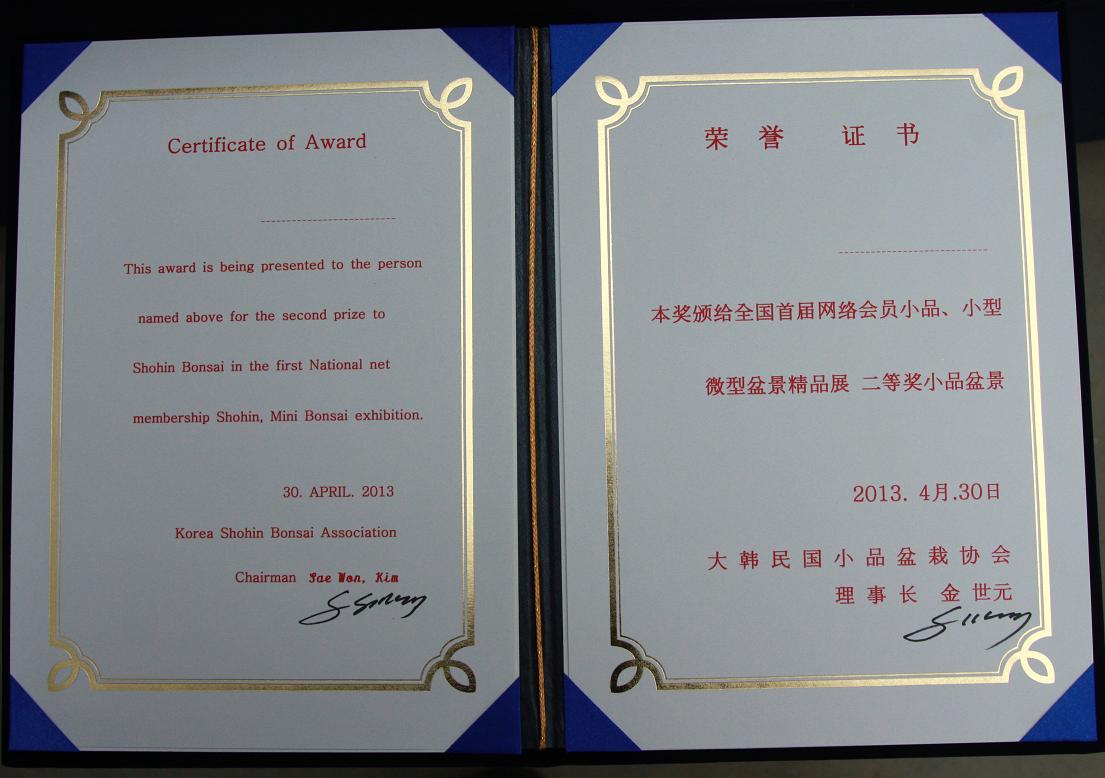 Certificate of Award
This award is being presented to the person
named above for the second prize to
Shohin Bonsai in the first National net
membership Shohin, Mini Bonsai exhibition.
30. APRIL. 2013
Korea Shohin Bonsai Association
Chairman Sae Won, Kim
荣誉 证书
本奖颁给全国首届网络会员小品、小型
微型盆景精品展 二等奖小品盆景
2013. 4月.30日
大韩民国小品盆栽协会
理事长 金世元